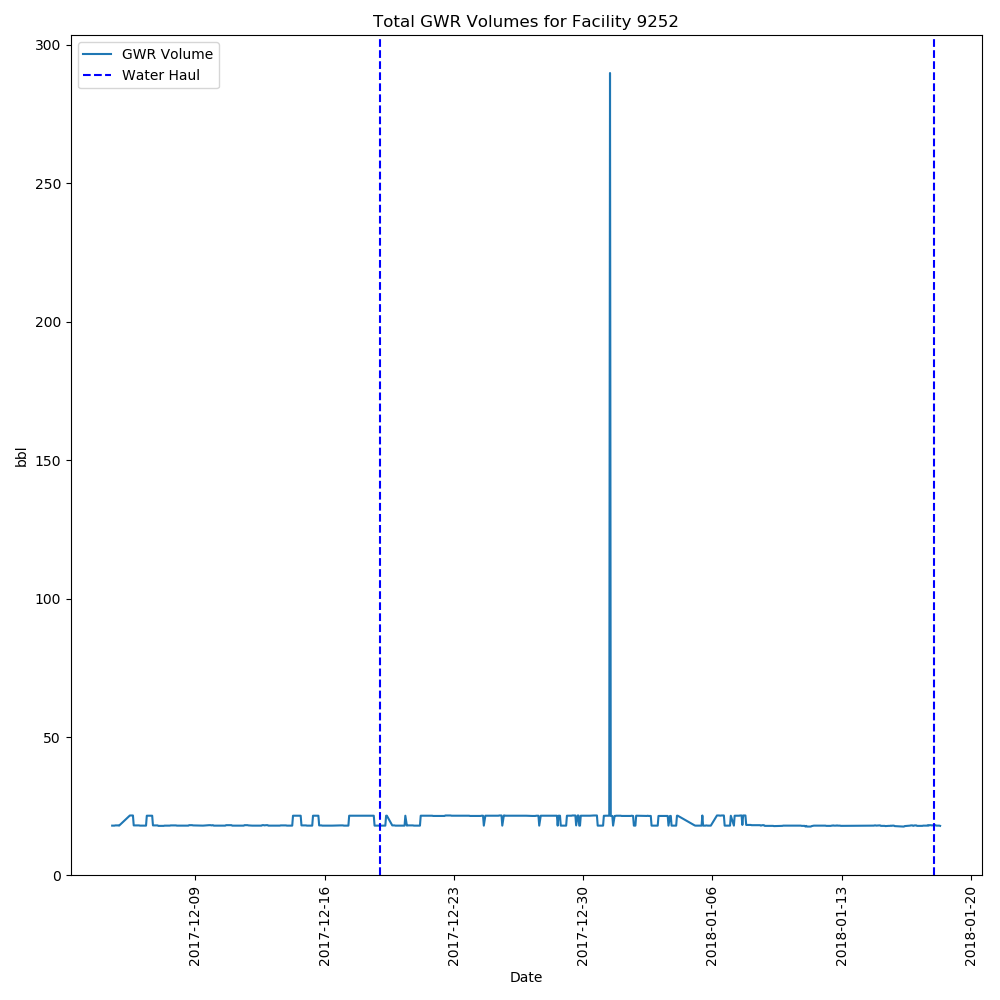 Total GWR Volumes for Facility 9252
GWR Volume
Water Haul
300
250
200
150
100
50
0
bbl
2017-12-09
2017-12-16
2017-12-23
2017-12-30
2018-01-06
2018-01-13
2018-01-20
Date